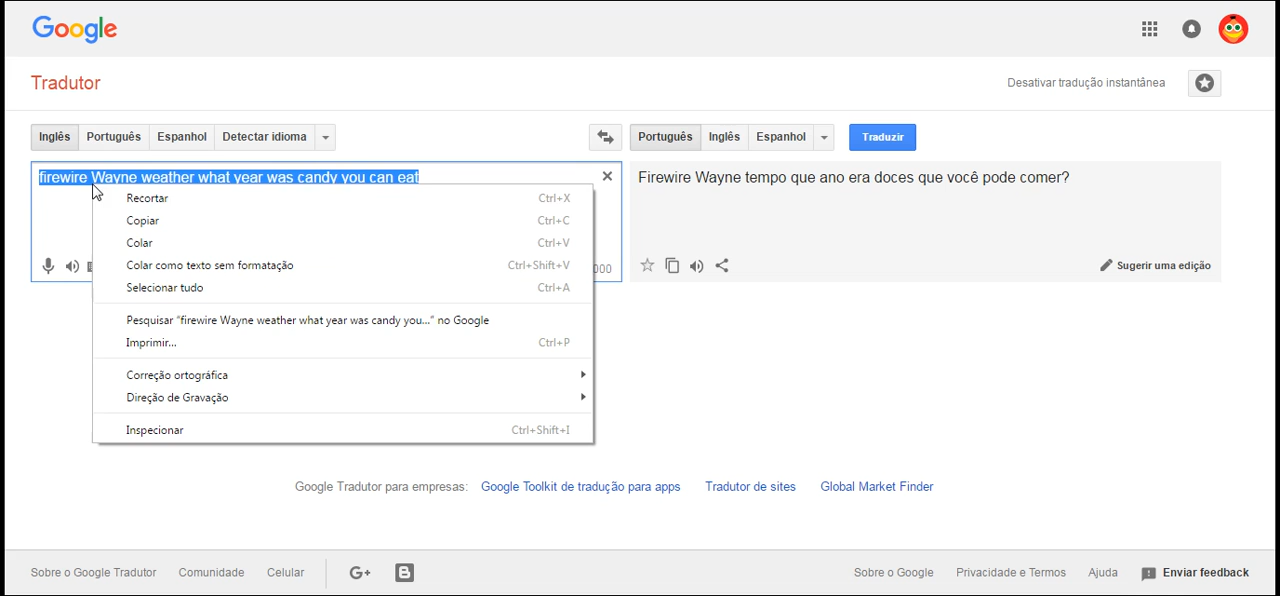 Google
Tradutor
Desativar tradução instantânea
Inglês Português Espanhol Detectar idioma
Português Inglês Espanhol Traduzir
firewire Wayne weather what year was candy you can eat
Firewire Wayne tempo que ano era doces que você pode comer?
Recortar Ctrl+X
Copiar Ctrl+C
Colar Ctrl+V
Colar como texto sem formatação Ctrl+Shift+V
Selecionar tudo Ctrl+A
Pesquisar "firewire Wayne weather what year was candy you..." no Google
Imprimir... Ctrl+P
Correção ortográfica
Direção de Gravação
Inspecionar Ctrl+Shift+I
Sugerir uma edição
Google Tradutor para empresas: Google Toolkit de tradução para apps Tradutor de sites Global Market Finder
Sobre o Google Tradutor Comunidade Celular G+ B Sobre o Google Privacidade e Termos Ajuda Enviar feedback